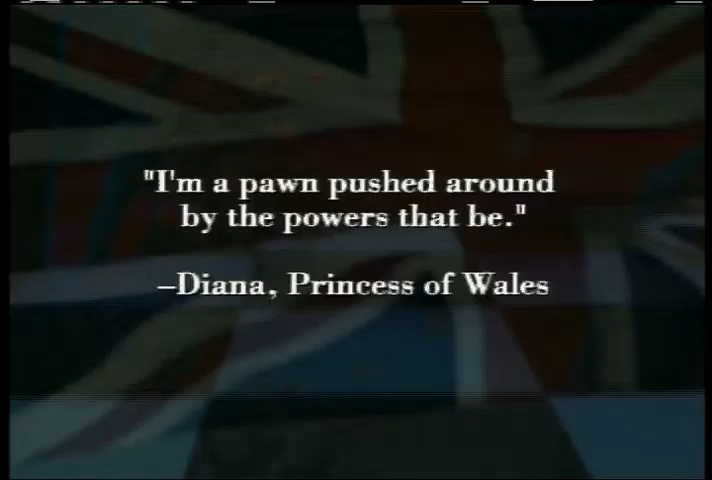 "I'm a pawn pushed around
by the powers that be."
–Diana, Princess of Wales